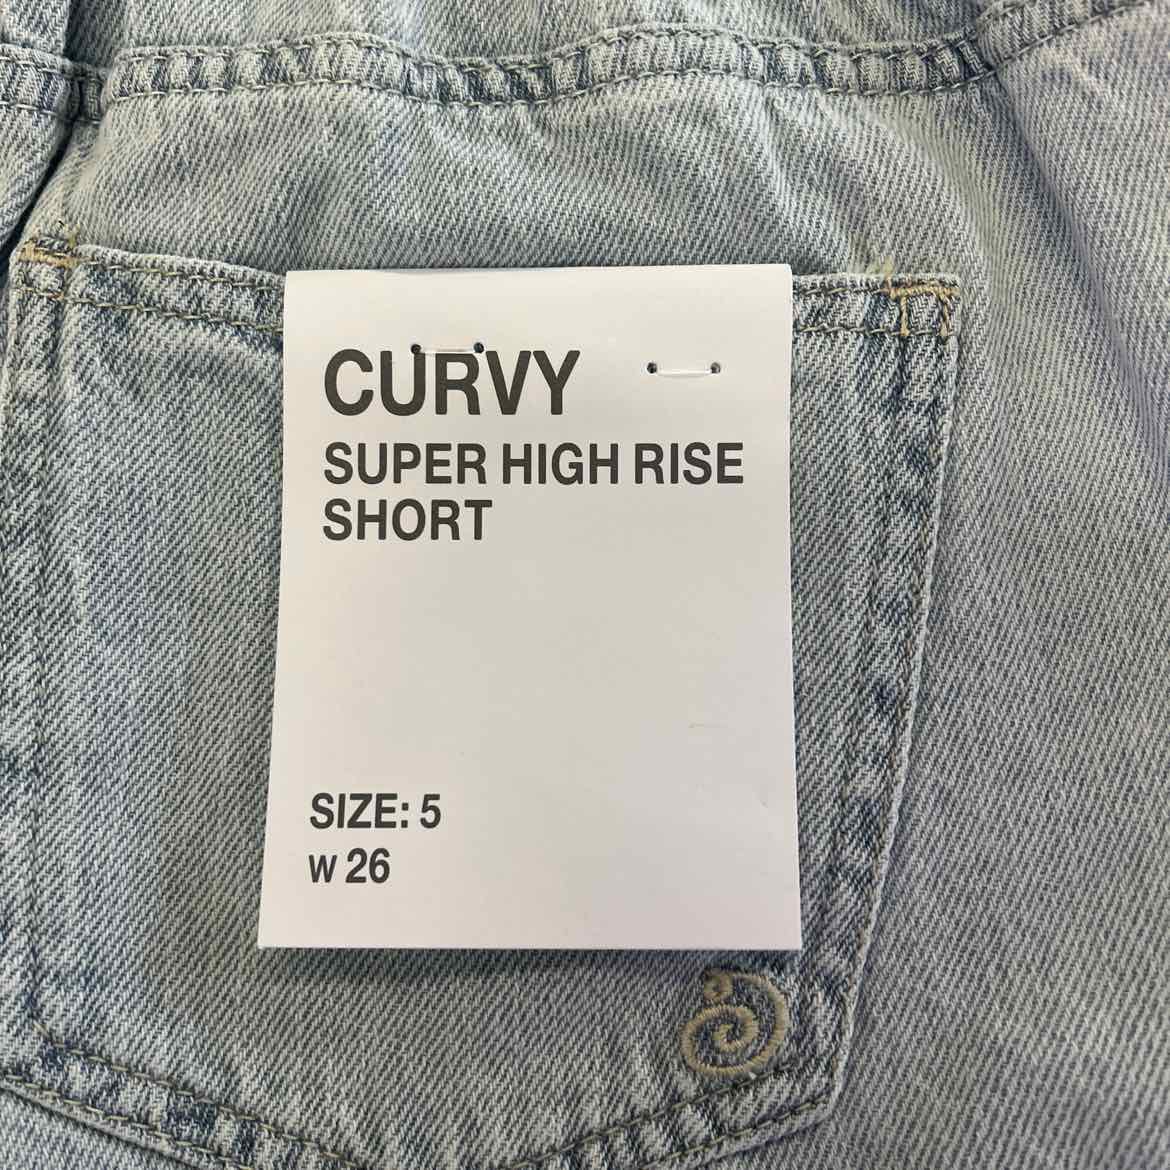 CURVY
SUPER HIGH RISE
SHORT
SIZE: 5
W 26